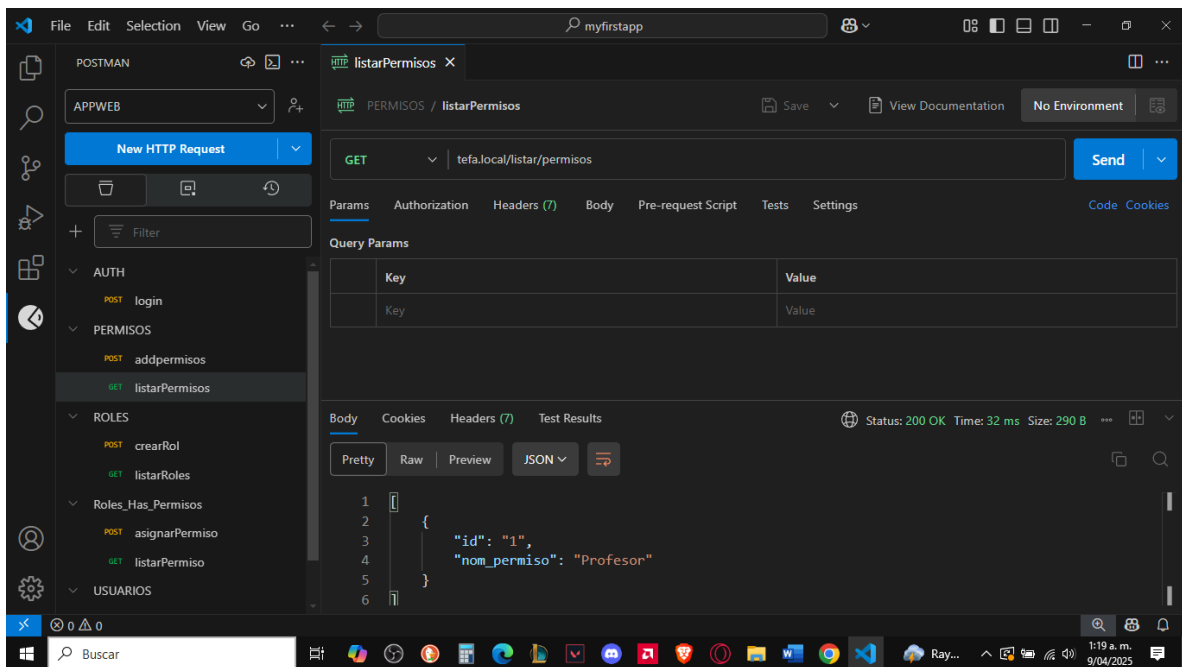 File Edit Selection View Go ··· myfirstapp
POSTMAN
listarPermisos
APPWEB
PERMISOS / listarPermisos Save View Documentation No Environment
New HTTP Request
GET tefa.local/listar/permisos Send
Params Authorization Headers (7) Body Pre-request Script Tests Settings Code Cookies
Filter
Query Params
AUTH
Key Value
POST login
Key Value
PERMISOS
POST addpermisos
GET listarPermisos
ROLES
Body Cookies Headers (7) Test Results Status: 200 OK Time: 32 ms Size: 290 B
POST crearRol
Pretty Raw Preview JSON
GET listarRoles
Roles_Has_Permisos
POST asignarPermiso
GET listarPermiso
USUARIOS
1 [
2 {
3 "id": "1",
4 "nom_permiso": "Profesor"
5 }
6 ]
0 0
Buscar Ray... 1:19 a. m.
9/04/2025